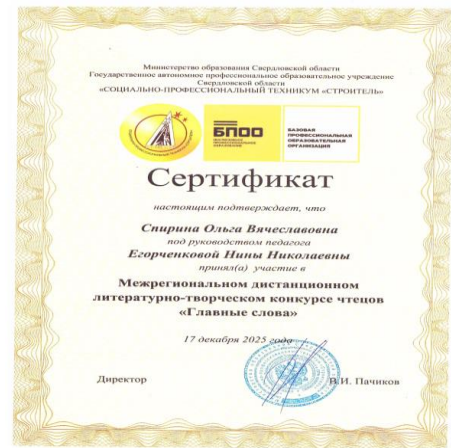 Министерство образования Свердловской области
Государственное автономное профессиональное образовательное учреждение
Свердловской области
«СОЦИАЛЬНО-ПРОФЕССИОНАЛЬНЫЙ ТЕХНИКУМ «СТРОИТЕЛЬ»
БПОО
БАЗОВАЯ
ПРОФЕССИОНАЛЬНАЯ
ОБРАЗОВАТЕЛЬНАЯ
ОРГАНИЗАЦИЯ
Сертификат
настоящим подтверждает, что
Спирина Ольга Вячеславовна
под руководством педагога
Егорченковой Нины Николаевны
принял(а) участие в
Межрегиональном дистанционном
литературно-творческом конкурсе чтецов
«Главные слова»
17 декабря 2025 года
Директор
В.И. Пачиков